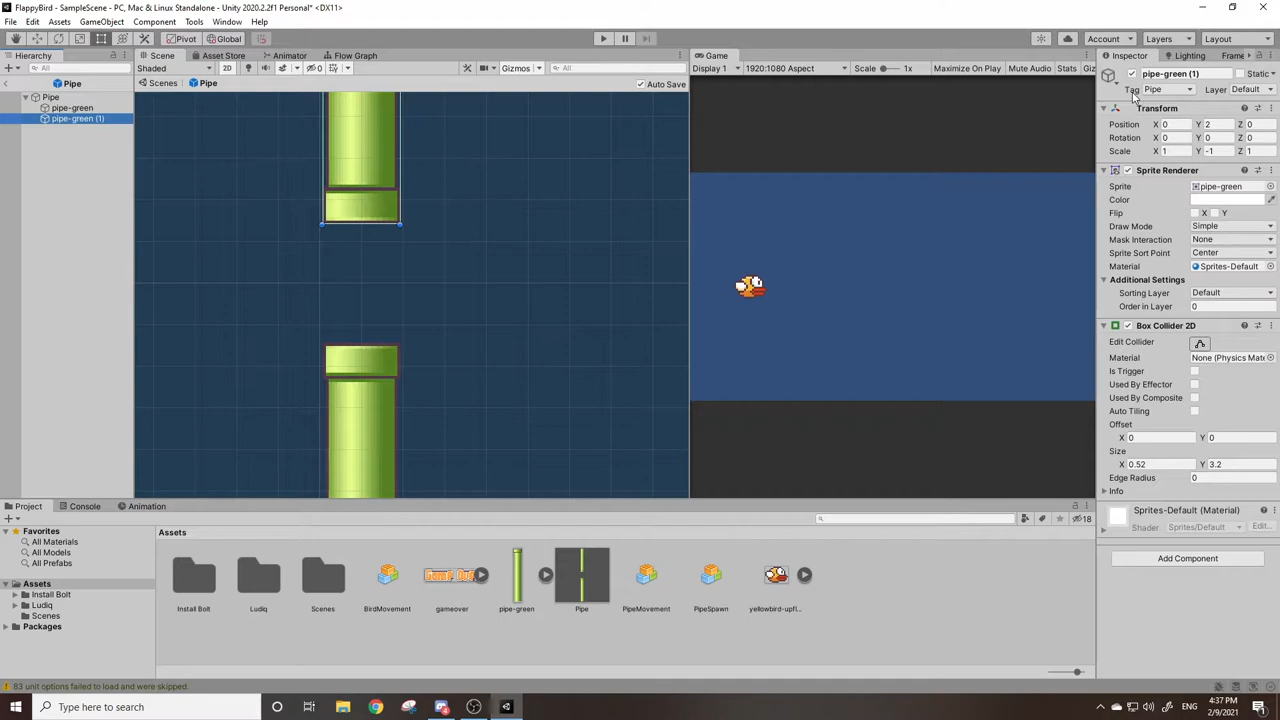 FlappyBird - SampleScene - PC, Mac & Linux Standalone - Unity 2020.2.2f1 Personal* <DX11>
File Edit Assets GameObject Component Tools Window Help
Pivot Global Account Layers Layout
Hierarchy
All
Pipe
Pipe
pipe-green
pipe-green (1)
Scene Asset Store Animator Flow Graph
Shaded 2D 0 Gizmos All
Scenes Pipe Auto Save
Game
Display 1 1920:1080 Aspect Scale 1x Maximize On Play Mute Audio Stats
Inspector Lighting Frame
pipe-green (1) Static
Tag Pipe Layer Default
Transform
Position X 0 Y 2 Z 0
Rotation X 0 Y 0 Z 0
Scale X 1 Y -1 Z 1
Sprite Renderer
Sprite pipe-green
Color
Flip X Y
Draw Mode Simple
Mask Interaction None
Sprite Sort Point Center
Material Sprites-Default
Additional Settings
Sorting Layer Default
Order in Layer 0
Box Collider 2D
Edit Collider
Material None (Physics Mate
Is Trigger
Used By Effector
Used By Composite
Auto Tiling
Offset
X 0 Y 0
Size
X 0.52 Y 3.2
Edge Radius 0
Info
Sprites-Default (Material)
Shader Sprites/Default Edit...
Add Component
Project Console Animation
18
Favorites
All Materials
All Models
All Prefabs
Assets
Install Bolt
Ludiq
Scenes
Packages
Assets
Install Bolt Ludiq Scenes BirdMovement gameover pipe-green Pipe PipeMovement PipeSpawn yellowbird-upfl...
83 unit options failed to load and were skipped.
Type here to search
ENG
4:37 PM
2/9/2021